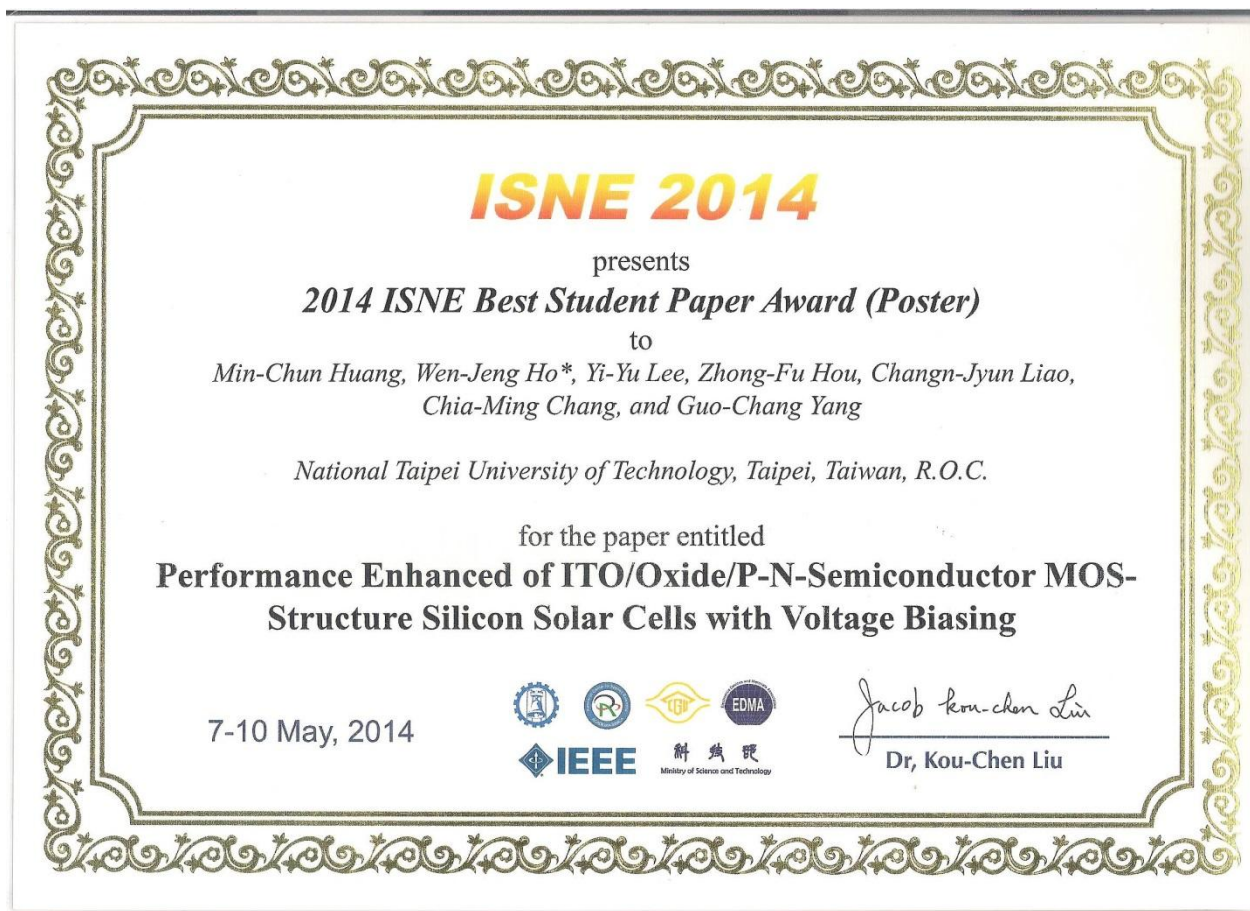 ISNE 2014
presents
2014 ISNE Best Student Paper Award (Poster)
to
Min-Chun Huang, Wen-Jeng Ho*, Yi-Yu Lee, Zhong-Fu Hou, Changn-Jyun Liao,
Chia-Ming Chang, and Guo-Chang Yang
National Taipei University of Technology, Taipei, Taiwan, R.O.C.
for the paper entitled
Performance Enhanced of ITO/Oxide/P-N-Semiconductor MOS-
Structure Silicon Solar Cells with Voltage Biasing
7-10 May, 2014
CGU
EDMA
IEEE
科技部
Ministry of Science and Technology
Jacob Kou-chen Liu
Dr, Kou-Chen Liu